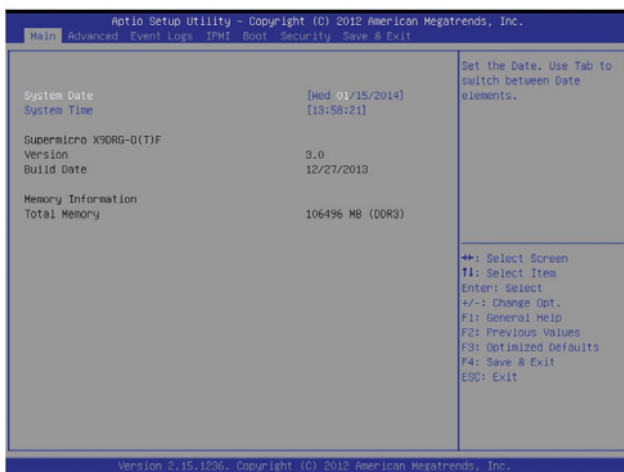 Aptio Setup Utility - Copyright (C) 2012 American Megatrends, Inc.
Main Advanced Event Logs IPMI Boot Security Save & Exit
System Date [Wed 01/15/2014]
System Time [13:58:21]
Supermicro X9DRG-O(T)F
Version 3.0
Build Date 12/27/2013
Memory Information
Total Memory 106496 MB (DDR3)
Set the Date. Use Tab to
switch between Date
elements.
→←: Select Screen
↑↓: Select Item
Enter: Select
+/-: Change Opt.
F1: General Help
F2: Previous Values
F3: Optimized Defaults
F4: Save & Exit
ESC: Exit
Version 2.15.1236. Copyright (C) 2012 American Megatrends, Inc.